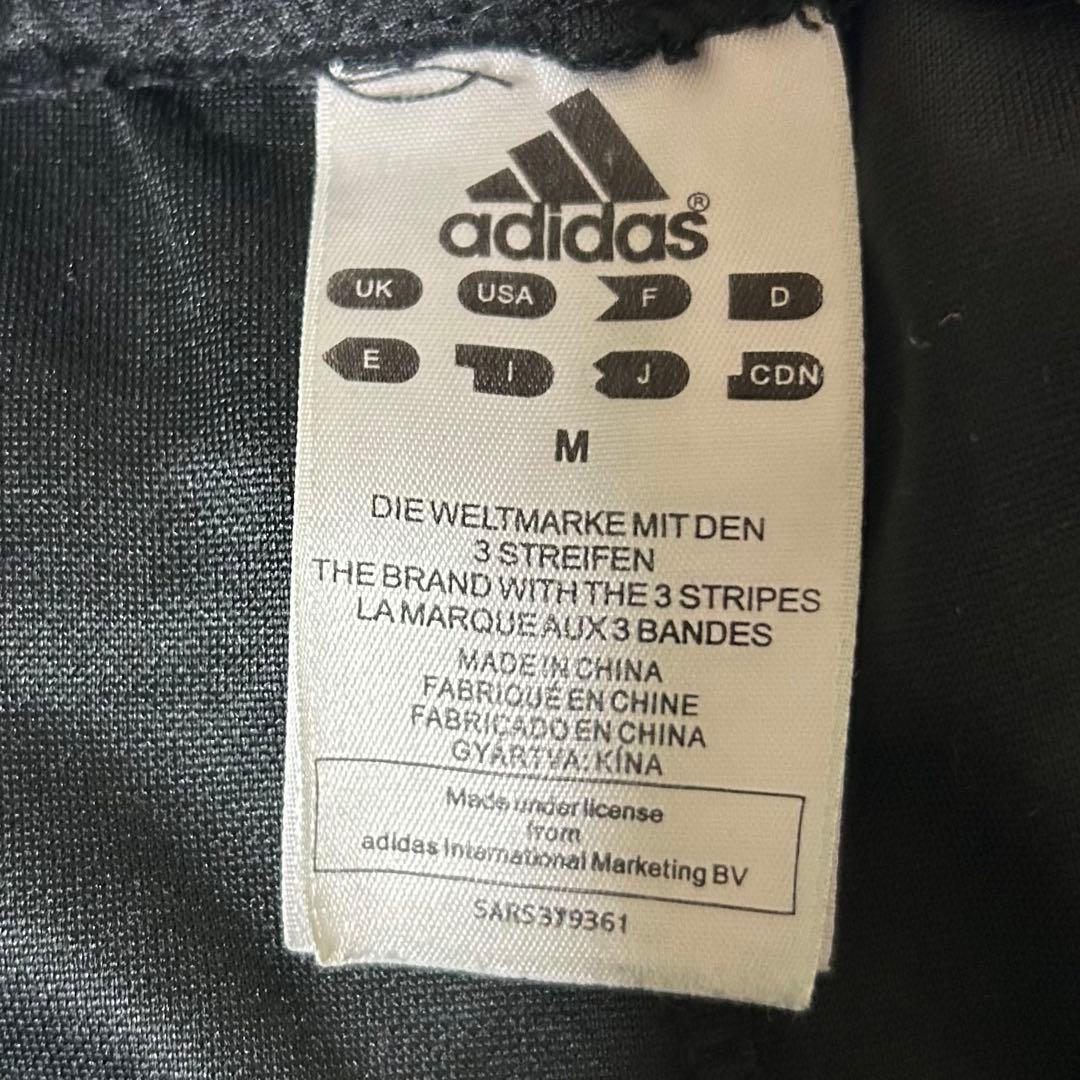 adidas®
UK USA F D
E I J CDN
M
DIE WELTMARKE MIT DEN
3 STREIFEN
THE BRAND WITH THE 3 STRIPES
LA MARQUE AUX 3 BANDES
MADE IN CHINA
FABRIQUÉ EN CHINE
FABRICADO EN CHINA
GYÁRTVA: KÍNA
Made under license
from
adidas International Marketing BV